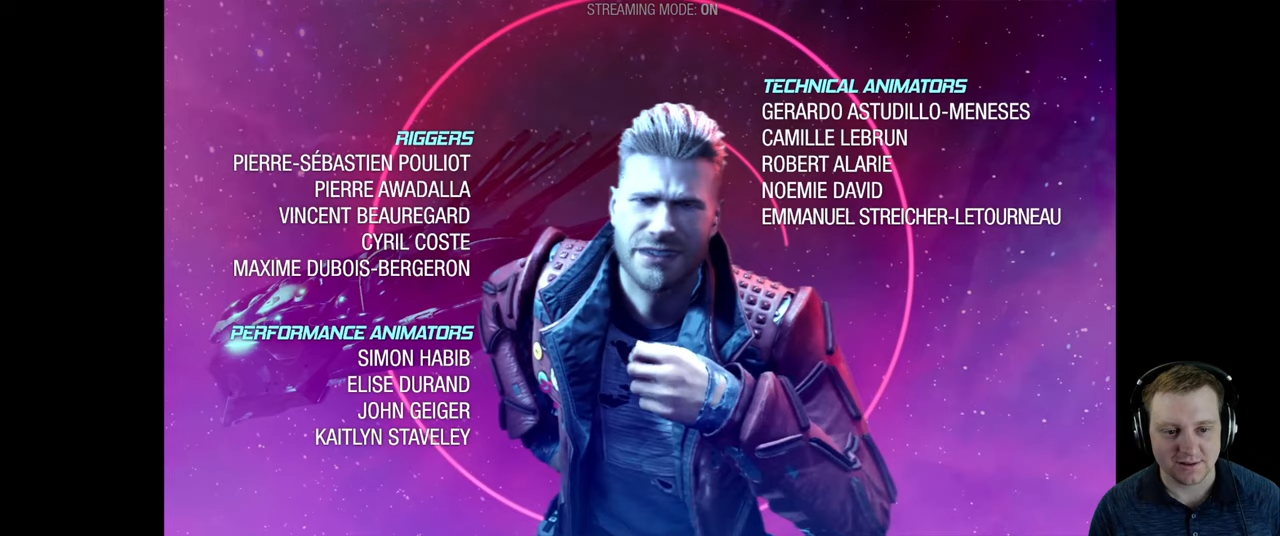 STREAMING MODE: ON
RIGGERS
PIERRE-SÉBASTIEN POULIOT
PIERRE AWADALLA
VINCENT BEAUREGARD
CYRIL COSTE
MAXIME DUBOIS-BERGERON
PERFORMANCE ANIMATORS
SIMON HABIB
ELISE DURAND
JOHN GEIGER
KAITLYN STAVELEY
TECHNICAL ANIMATORS
GERARDO ASTUDILLO-MENESES
CAMILLE LEBRUN
ROBERT ALARIE
NOEMIE DAVID
EMMANUEL STREICHER-LETOURNEAU